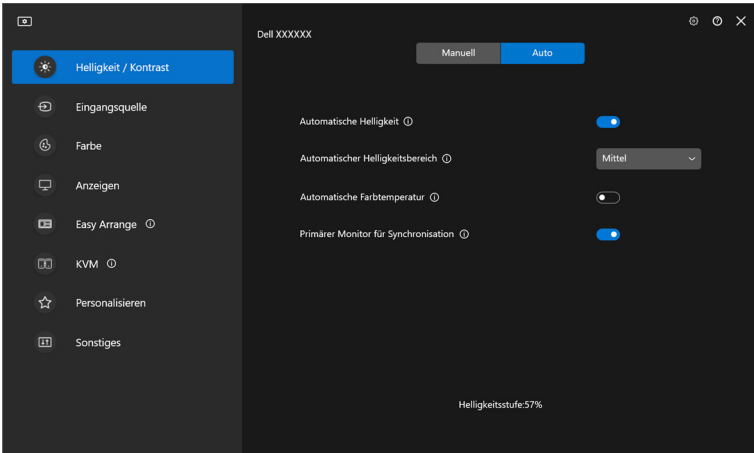 Dell XXXXXX
Manuell
Auto
Helligkeit / Kontrast
Eingangsquelle
Farbe
Anzeigen
Easy Arrange
KVM
Personalisieren
Sonstiges
Automatische Helligkeit
Automatischer Helligkeitsbereich
Mittel
Automatische Farbtemperatur
Primärer Monitor für Synchronisation
Helligkeitsstufe:57%